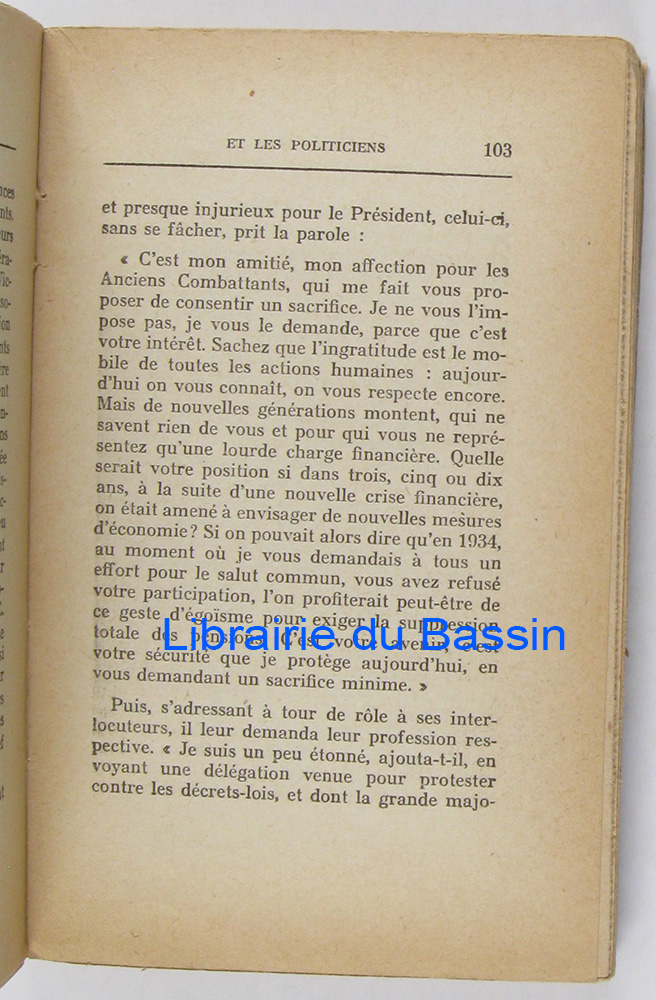 ET LES POLITICIENS 103
et presque injurieux pour le Président, celui-ci,
sans se fâcher, prit la parole :
« C'est mon amitié, mon affection pour les
Anciens Combattants, qui me fait vous pro-
poser de consentir un sacrifice. Je ne vous l'im-
pose pas, je vous le demande, parce que c'est
votre intérêt. Sachez que l'ingratitude est le mo-
bile de toutes les actions humaines : aujour-
d'hui on vous connaît, on vous respecte encore.
Mais de nouvelles générations montent, qui ne
savent rien de vous et pour qui vous ne repré-
sentez qu'une lourde charge financière. Quelle
serait votre position si dans trois, cinq ou dix
ans, à la suite d'une nouvelle crise financière,
on était amené à envisager de nouvelles mesures
d'économie? Si on pouvait alors dire qu'en 1934,
au moment où je vous demandais à tous un
effort pour le salut commun, vous avez refusé
votre participation, l'on profiterait peut-être de
ce geste d'égoïsme pour exiger la suppression
totale des pensions. C'est votre avenir, c'est
votre sécurité que je protège aujourd'hui, en
vous demandant un sacrifice minime. »
Puis, s'adressant à tour de rôle à ses inter-
locuteurs, il leur demanda leur profession res-
pective. « Je suis un peu étonné, ajouta-t-il, en
voyant une délégation venue pour protester
contre les décrets-lois, et dont la grande majo-
Librairie du Bassin